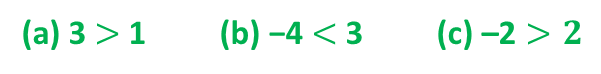 (a) 3 > 1 (b) –4 < 3 (c) –2 > 2